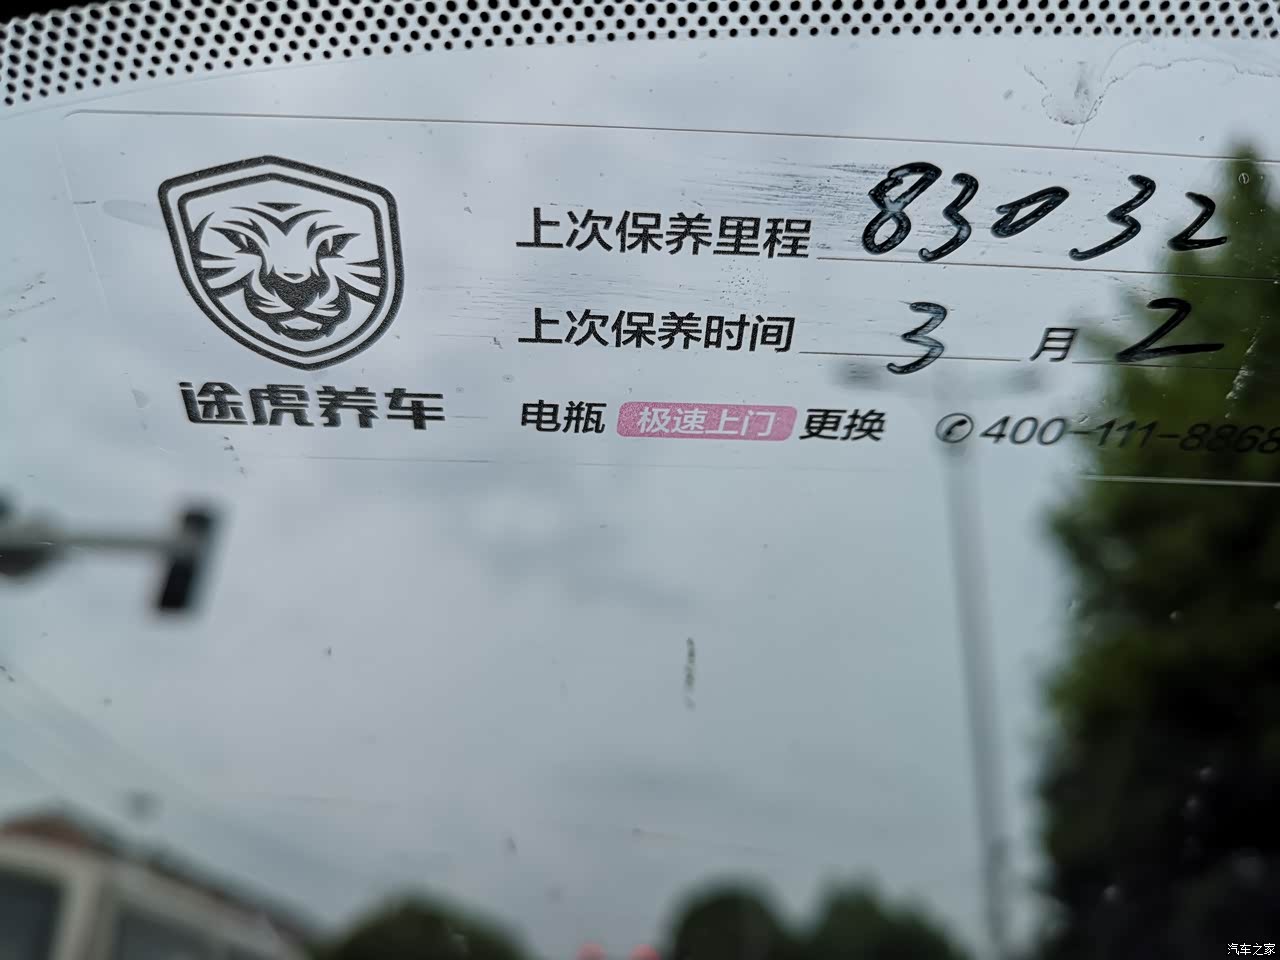 上次保养里程 83032
上次保养时间 3 月 2
途虎养车
电瓶 极速上门 更换 400-111-8868
汽车之家